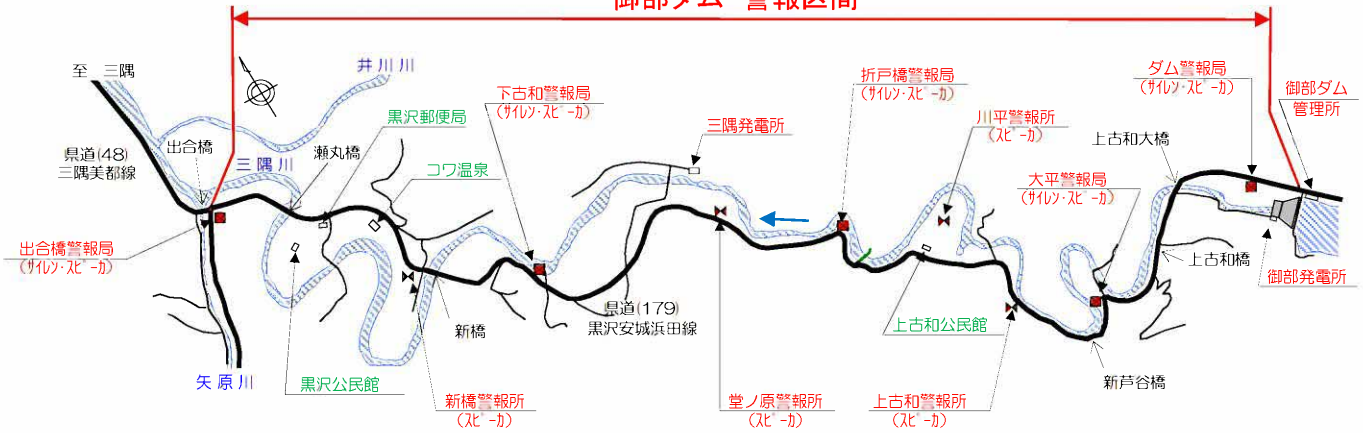 御部ダム 警報区間
至 三隅
井川川
下古和警報局
(サイレン・スピーカ)
黒沢郵便局
折戸橋警報局
(サイレン・スピーカ)
ダム警報局
(サイレン・スピーカ)
御部ダム
管理所
川平警報所
(スピーカ)
三隅発電所
上古和大橋
出合橋
県道(48)
三隅美都線
三隅川
瀬丸橋
コワ温泉
大平警報局
(サイレン・スピーカ)
出合橋警報局
(サイレン・スピーカ)
上古和橋
御部発電所
県道(179)
黒沢安城浜田線
新橋
上古和公民館
矢原川
黒沢公民館
新芦谷橋
新橋警報所
(スピーカ)
堂ノ原警報所
(スピーカ)
上古和警報所
(スピーカ)